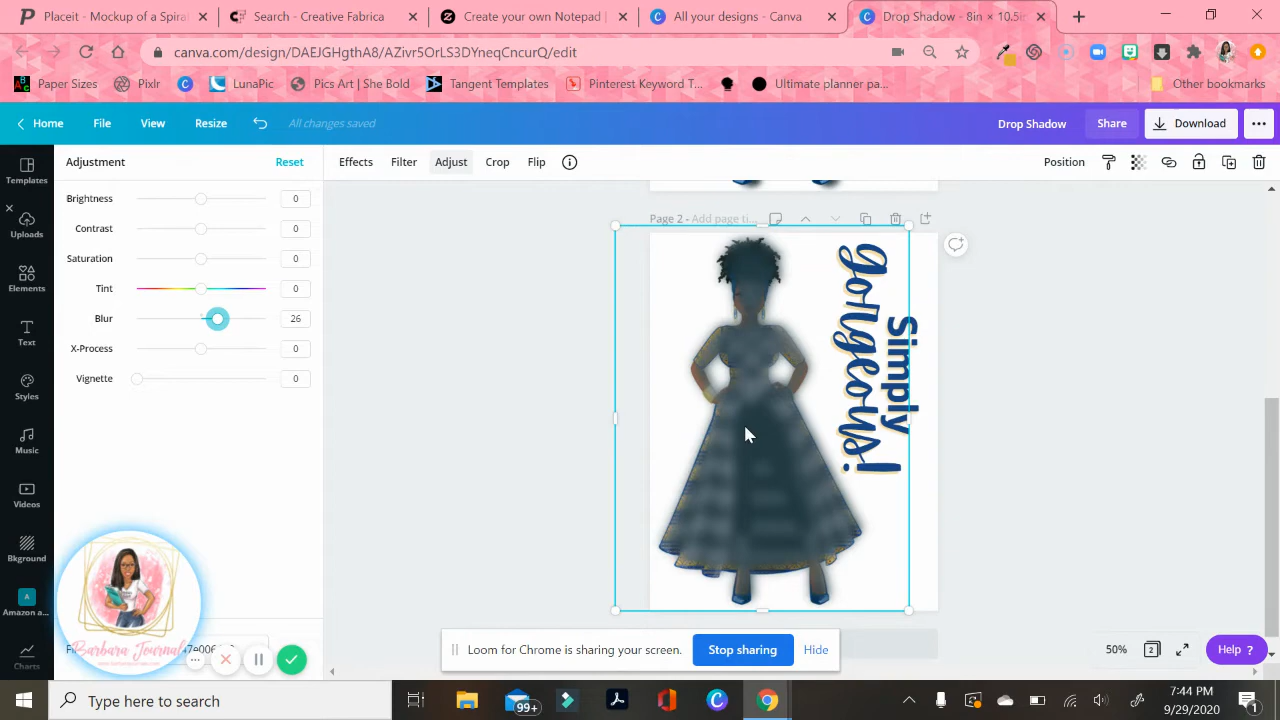 Placeit - Mockup of a Spira
Search - Creative Fabrica
Create your own Notepad |
All your designs - Canva
Drop Shadow - 8in × 10.5in
canva.com/design/DAEJGHgthA8/AZivr5OrLS3DYneqCncurQ/edit
Paper Sizes
Pixlr
LunaPic
Pics Art | She Bold
Tangent Templates
Pinterest Keyword T...
Ultimate planner pa...
Other bookmarks
Home
File
View
Resize
All changes saved
Drop Shadow
Share
Download
Templates
Uploads
Elements
Text
Styles
Music
Videos
Bkground
Amazon a...
Charts
Adjustment
Reset
Brightness 0
Contrast 0
Saturation 0
Tint 0
Blur 26
X-Process 0
Vignette 0
Effects
Filter
Adjust
Crop
Flip
Position
Page 2 - Add page ti...
Simply
gorgeous!
Barbara Journal
Loom for Chrome is sharing your screen.
Stop sharing
Hide
50%
2
Help ?
Type here to search
99+
7:44 PM
9/29/2020
1